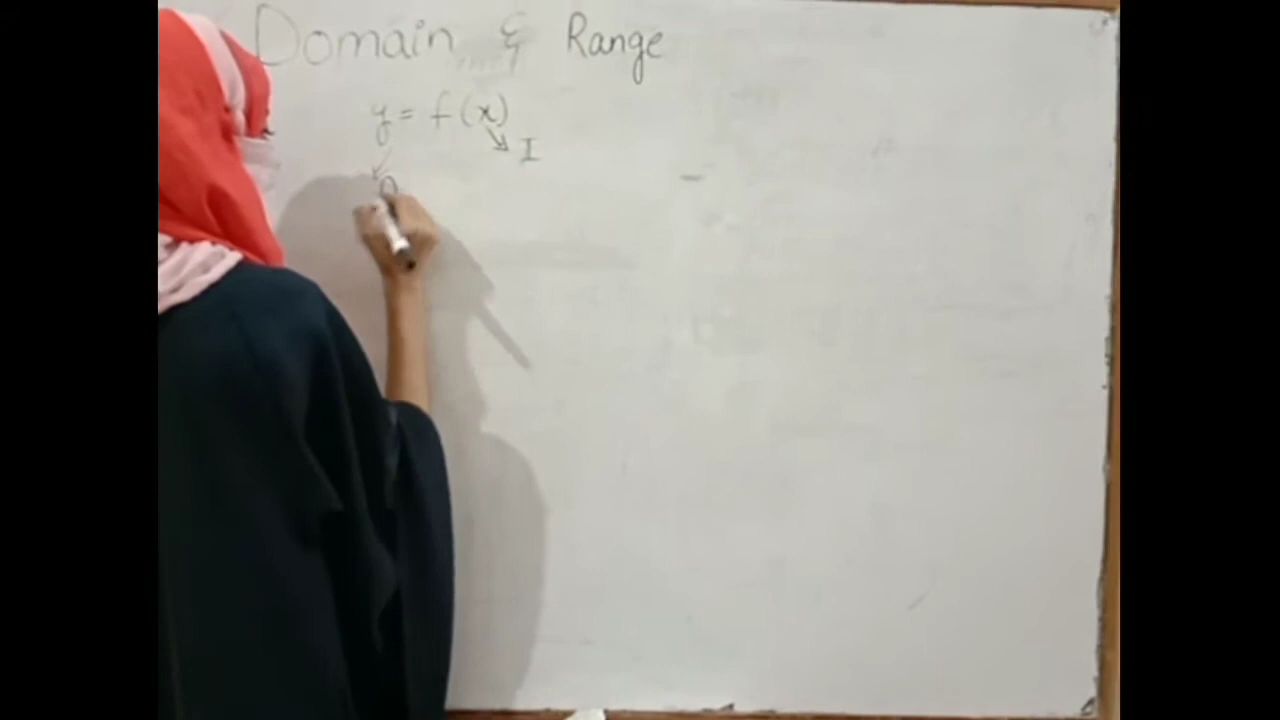 Domain & Range
y = f(x)
I
O